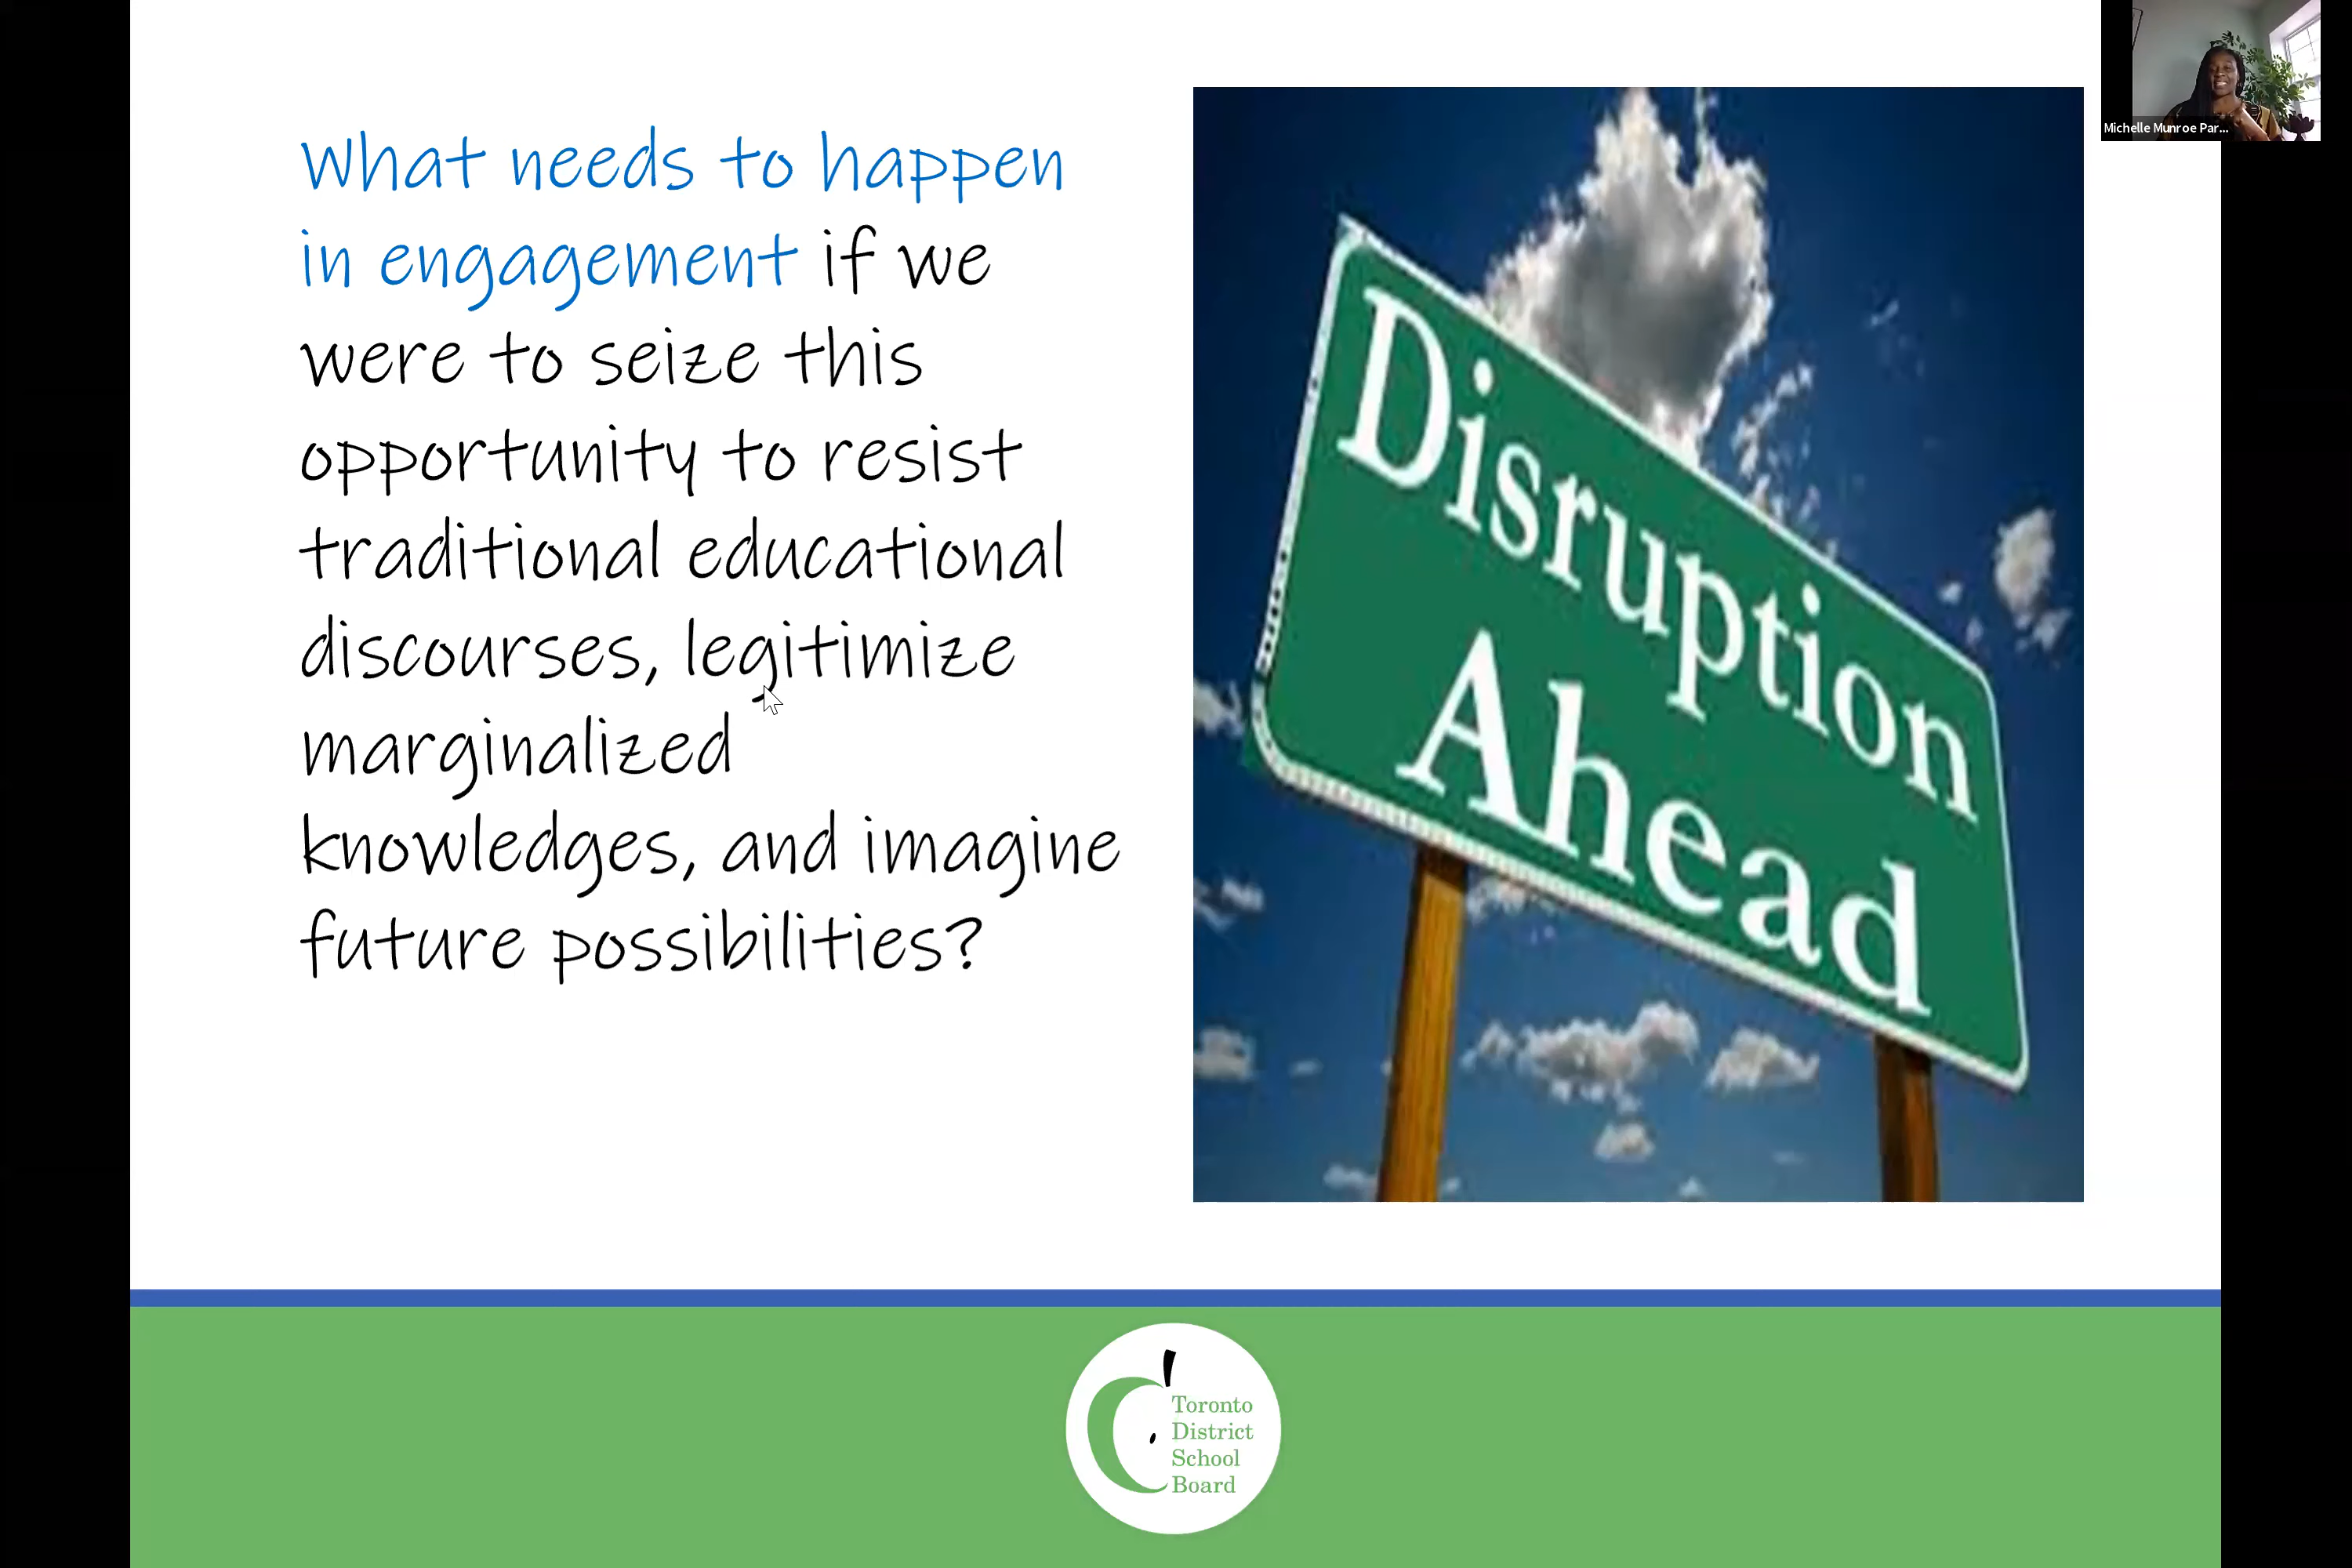 What needs to happen
in engagement if we
were to seize this
opportunity to resist
traditional educational
discourses, legitimize
marginalized
knowledges, and imagine
future possibilities?
Disruption
Ahead
Michelle Munroe Par...
Toronto
District
School
Board